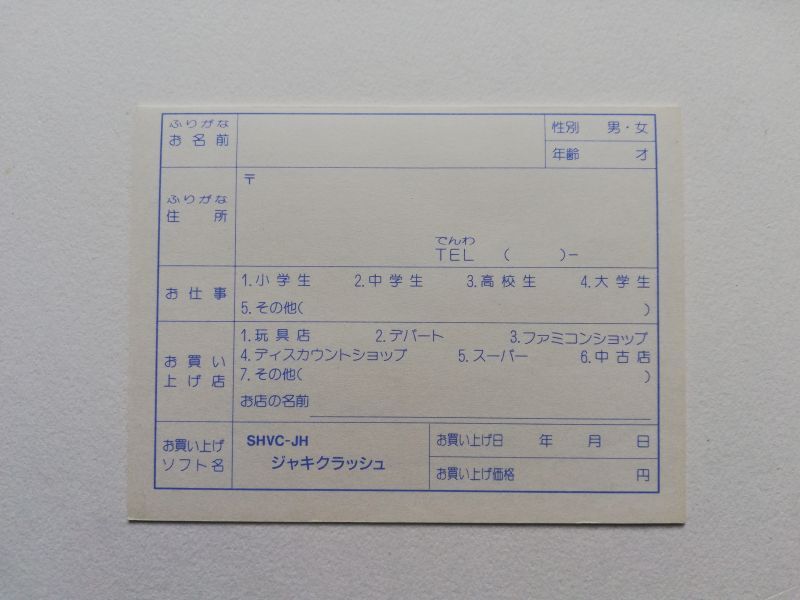 ふりがな
お名前
性別 男・女
年齢 才
ふりがな
住所
〒
でんわ
TEL ( )-
お仕事
1.小学生 2.中学生 3.高校生 4.大学生
5.その他( )
お買い
上げ店
1.玩具店 2.デパート 3.ファミコンショップ
4.ディスカウントショップ 5.スーパー 6.中古店
7.その他( )
お店の名前
お買い上げ
ソフト名
SHVC-JH
ジャキクラッシュ
お買い上げ日 年 月 日
お買い上げ価格 円